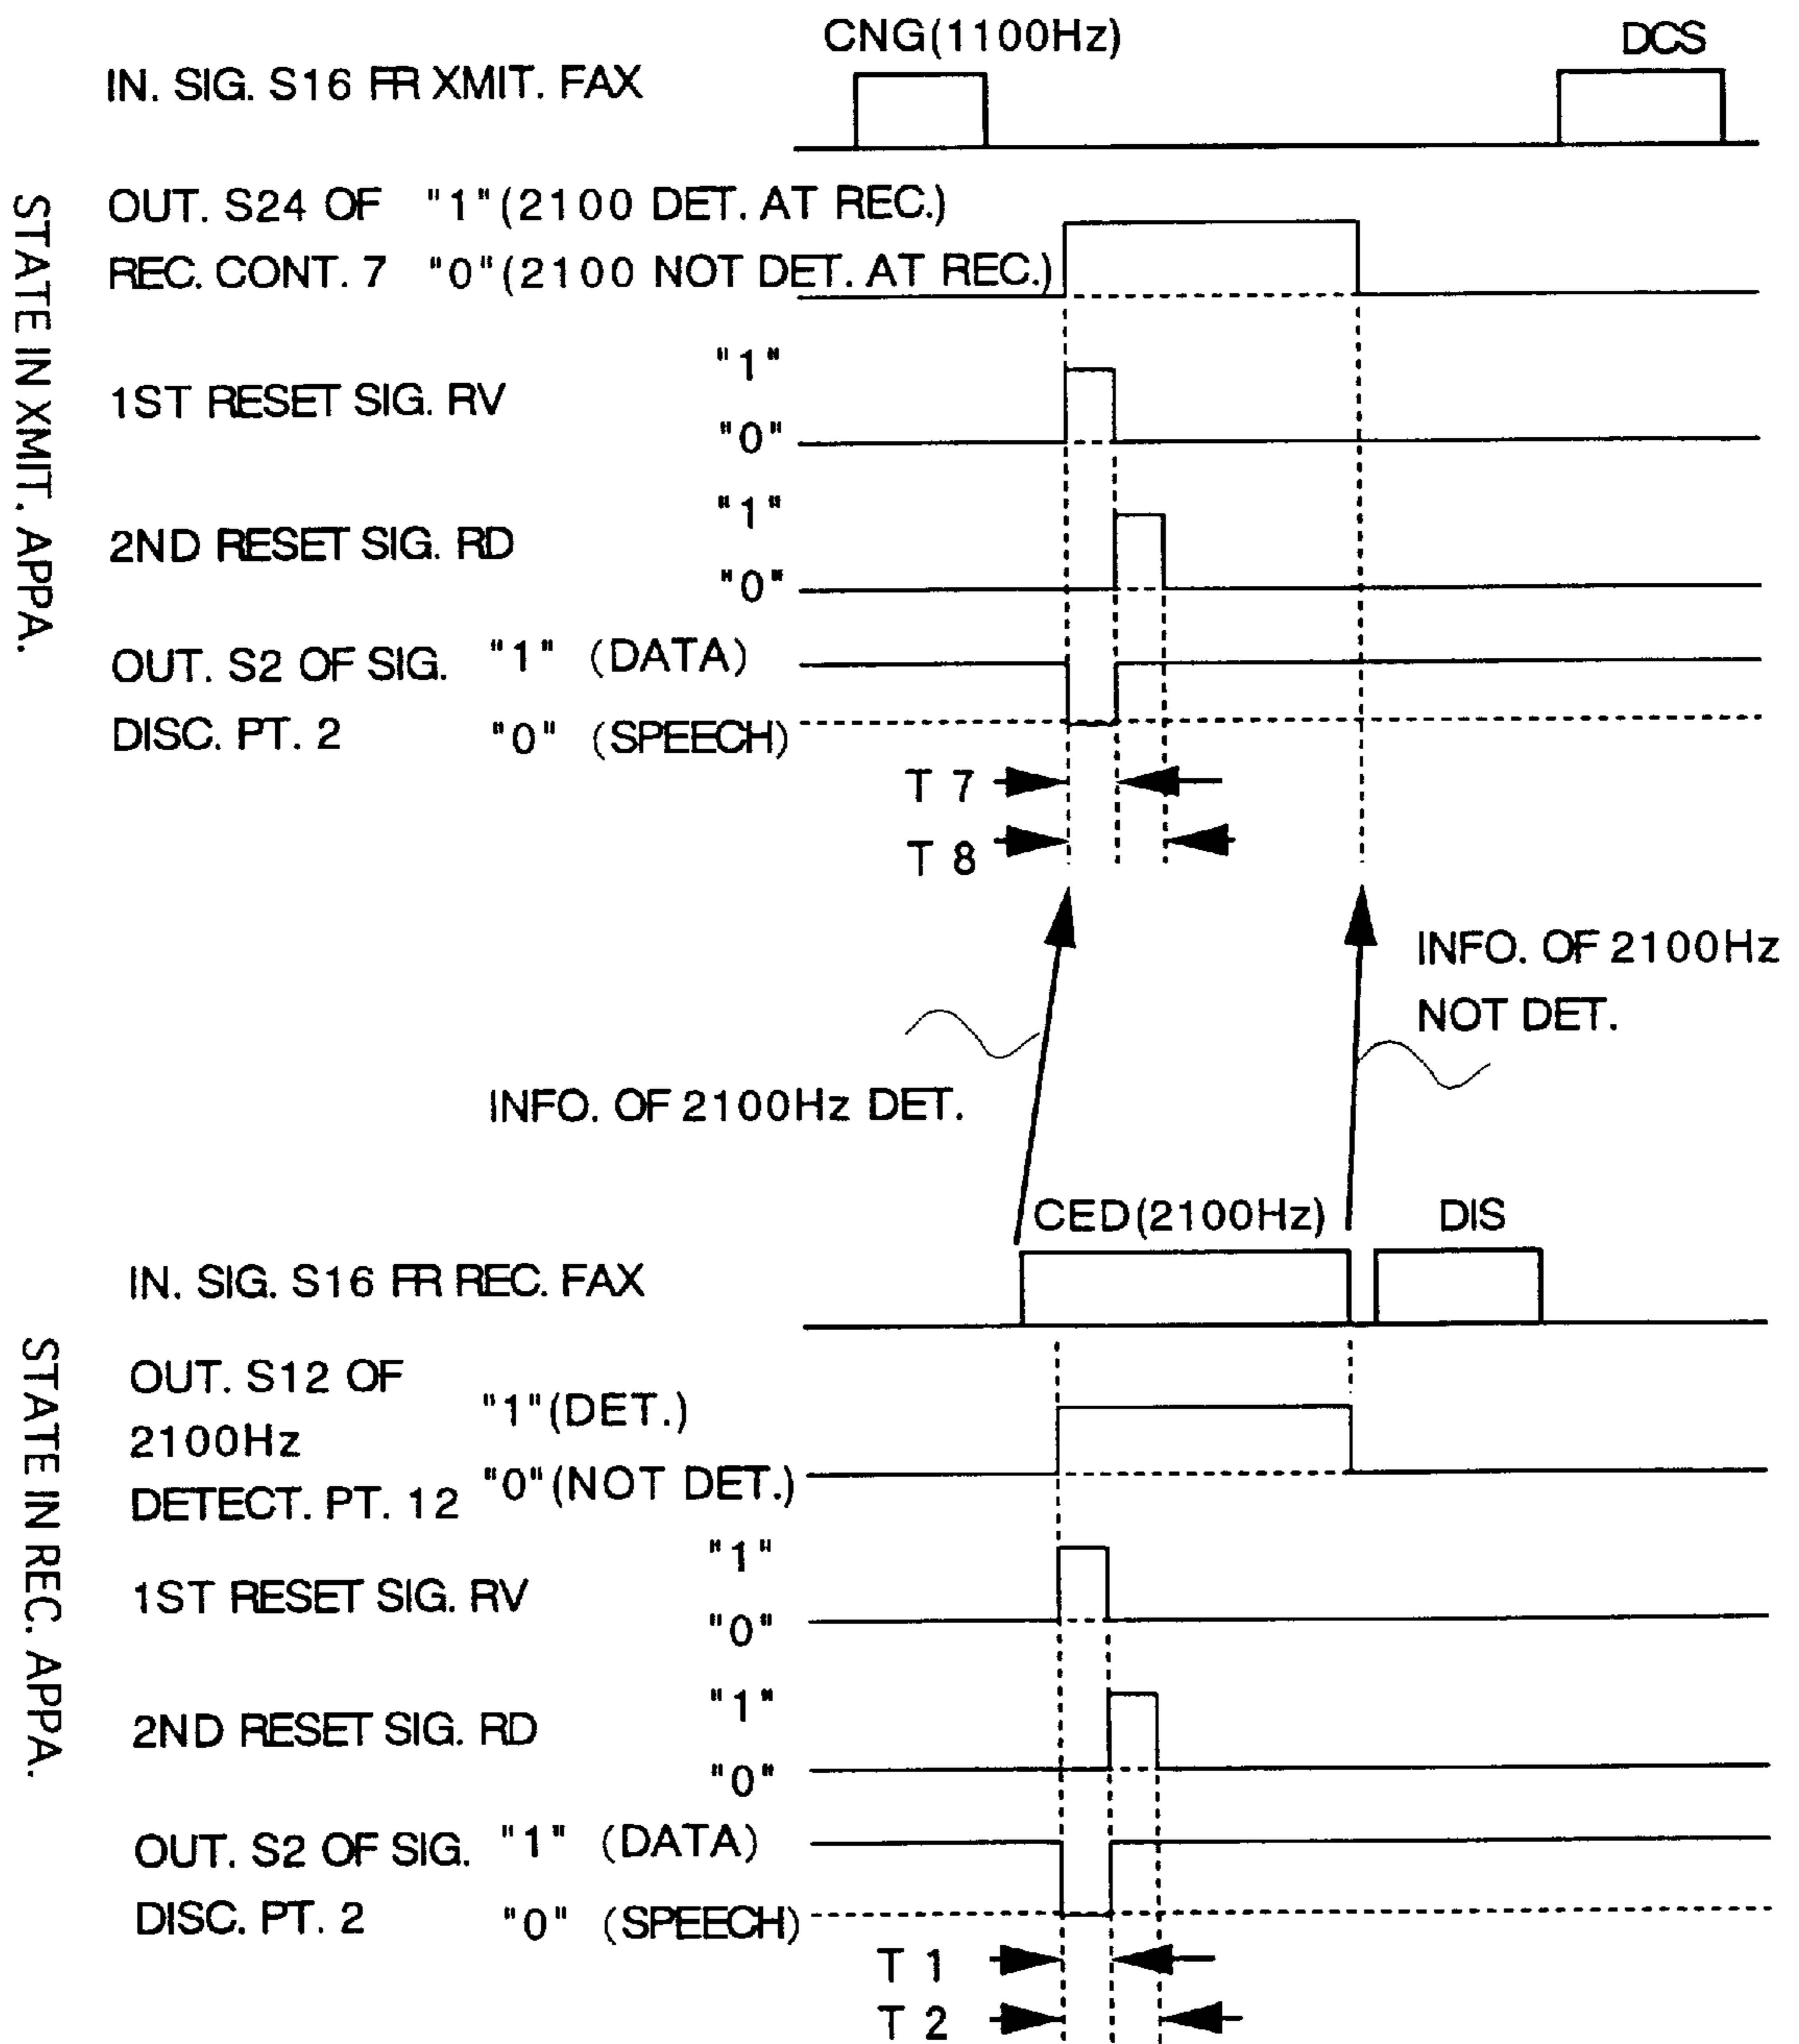 CNG(1100Hz)
DCS
IN. SIG. S16 FR XMIT. FAX
STATE IN XMIT. APPA.
OUT. S24 OF "1"(2100 DET. AT REC.)
REC. CONT. 7 "0"(2100 NOT DET. AT REC.)
"1"
1ST RESET SIG. RV
"0"
"1"
2ND RESET SIG. RD
"0"
OUT. S2 OF SIG. "1" (DATA)
DISC. PT. 2 "0" (SPEECH)
T 7
T 8
INFO. OF 2100Hz
NOT DET.
INFO. OF 2100Hz DET.
CED(2100Hz)
DIS
IN. SIG. S16 FR REC. FAX
STATE IN REC. APPA.
OUT. S12 OF
"1"(DET.)
2100Hz
"0"(NOT DET.)
DETECT. PT. 12
"1"
1ST RESET SIG. RV
"0"
"1"
2ND RESET SIG. RD
"0"
OUT. S2 OF SIG. "1" (DATA)
DISC. PT. 2 "0" (SPEECH)
T 1
T 2